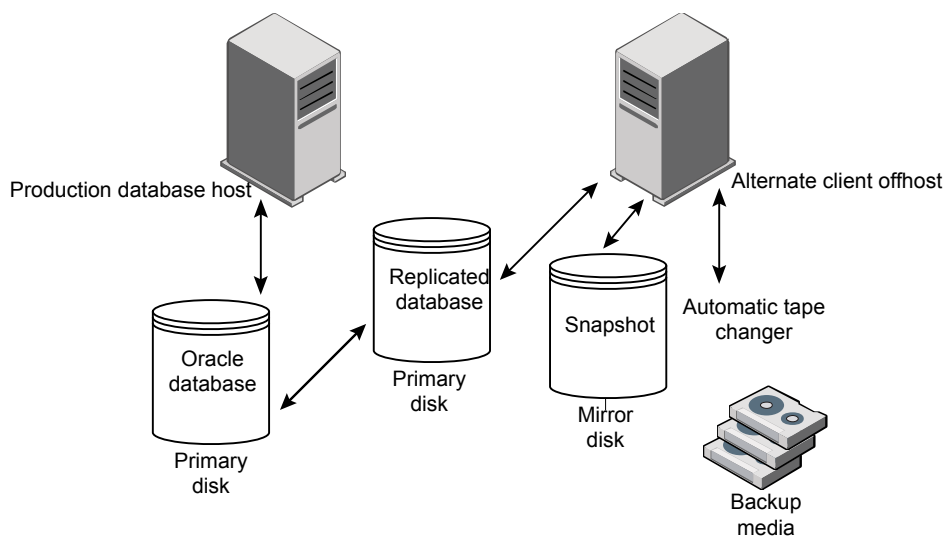 Production database host
Alternate client offhost
Replicated
database
Primary
disk
Oracle
database
Primary
disk
Snapshot
Mirror
disk
Automatic tape
changer
Backup
media